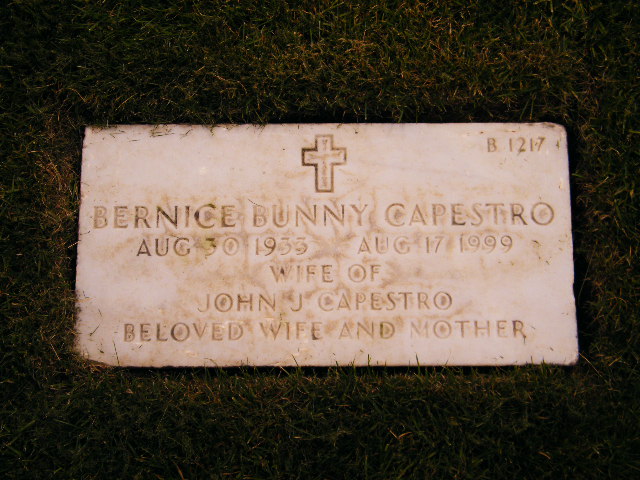 B 1217
BERNICE BUNNY CAPESTRO
AUG 30 1933 AUG 17 1999
WIFE OF
JOHN J CAPESTRO
BELOVED WIFE AND MOTHER